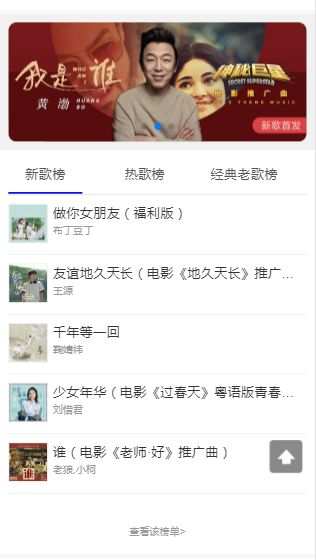 我是谁
WHO
AM
I
黄渤 HUANG
BO
神秘巨星
SECRET SUPERSTAR
电影推广曲
THEME MUSIC
新歌首发
新歌榜 热歌榜 经典老歌榜
做你女朋友（福利版）
布丁豆丁
友谊地久天长（电影《地久天长》推广...
王源
千年等一回
鞠婧祎
少女年华（电影《过春天》粤语版青春...
刘惜君
谁（电影《老师·好》推广曲）
老狼,小柯
查看该榜单>